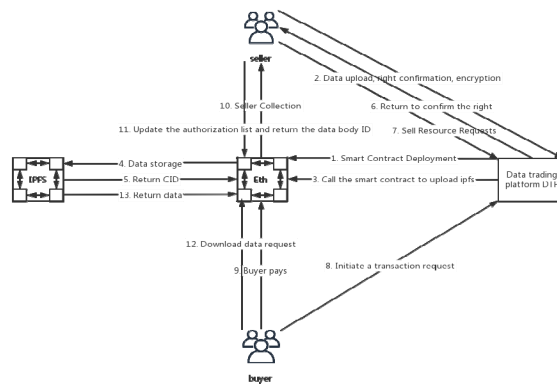 seller
2. Data upload, right confirmation, encryption
10. Seller Collection
6. Return to confirm the right
11. Update the authorization list and return the data body ID
7. Sell Resource Requests
4. Data storage
1. Smart Contract Deployment
IPFS
5. Return CID
Eth
3. Call the smart contract to upload ipfs
Data trading
platform DTP
13. Return data
12. Download data request
9. Buyer pays
8. Initiate a transaction request
buyer